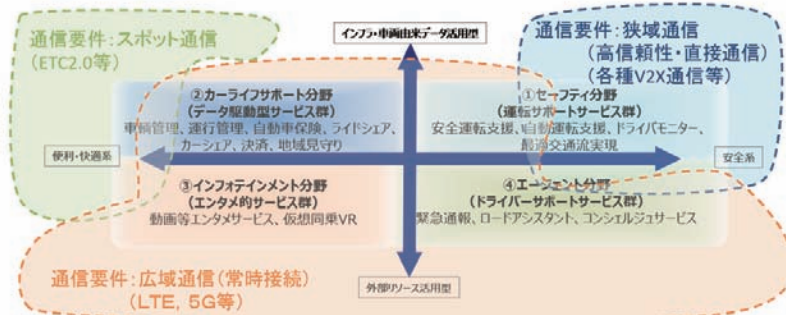 通信要件：スポット通信
(ETC2.0等)
インフラ・車両由来データ活用型
通信要件：狭域通信
(高信頼性・直接通信)
(各種V2X通信等)
②カーライフサポート分野
(データ駆動型サービス群)
車輌管理、運行管理、自動車保険、ライドシェア、
カーシェア、決済、地域見守り
①セーフティ分野
(運転サポートサービス群)
安全運転支援、自動運転支援、ドライバモニター、
最適交通流実現
便利・快適系
安全系
③インフォテインメント分野
(エンタメ的サービス群)
動画等エンタメサービス、仮想同乗VR
④エージェント分野
(ドライバーサポートサービス群)
緊急通報、ロードアシスタント、コンシェルジュサービス
通信要件：広域通信(常時接続)
(LTE, 5G等)
外部リソース活用型